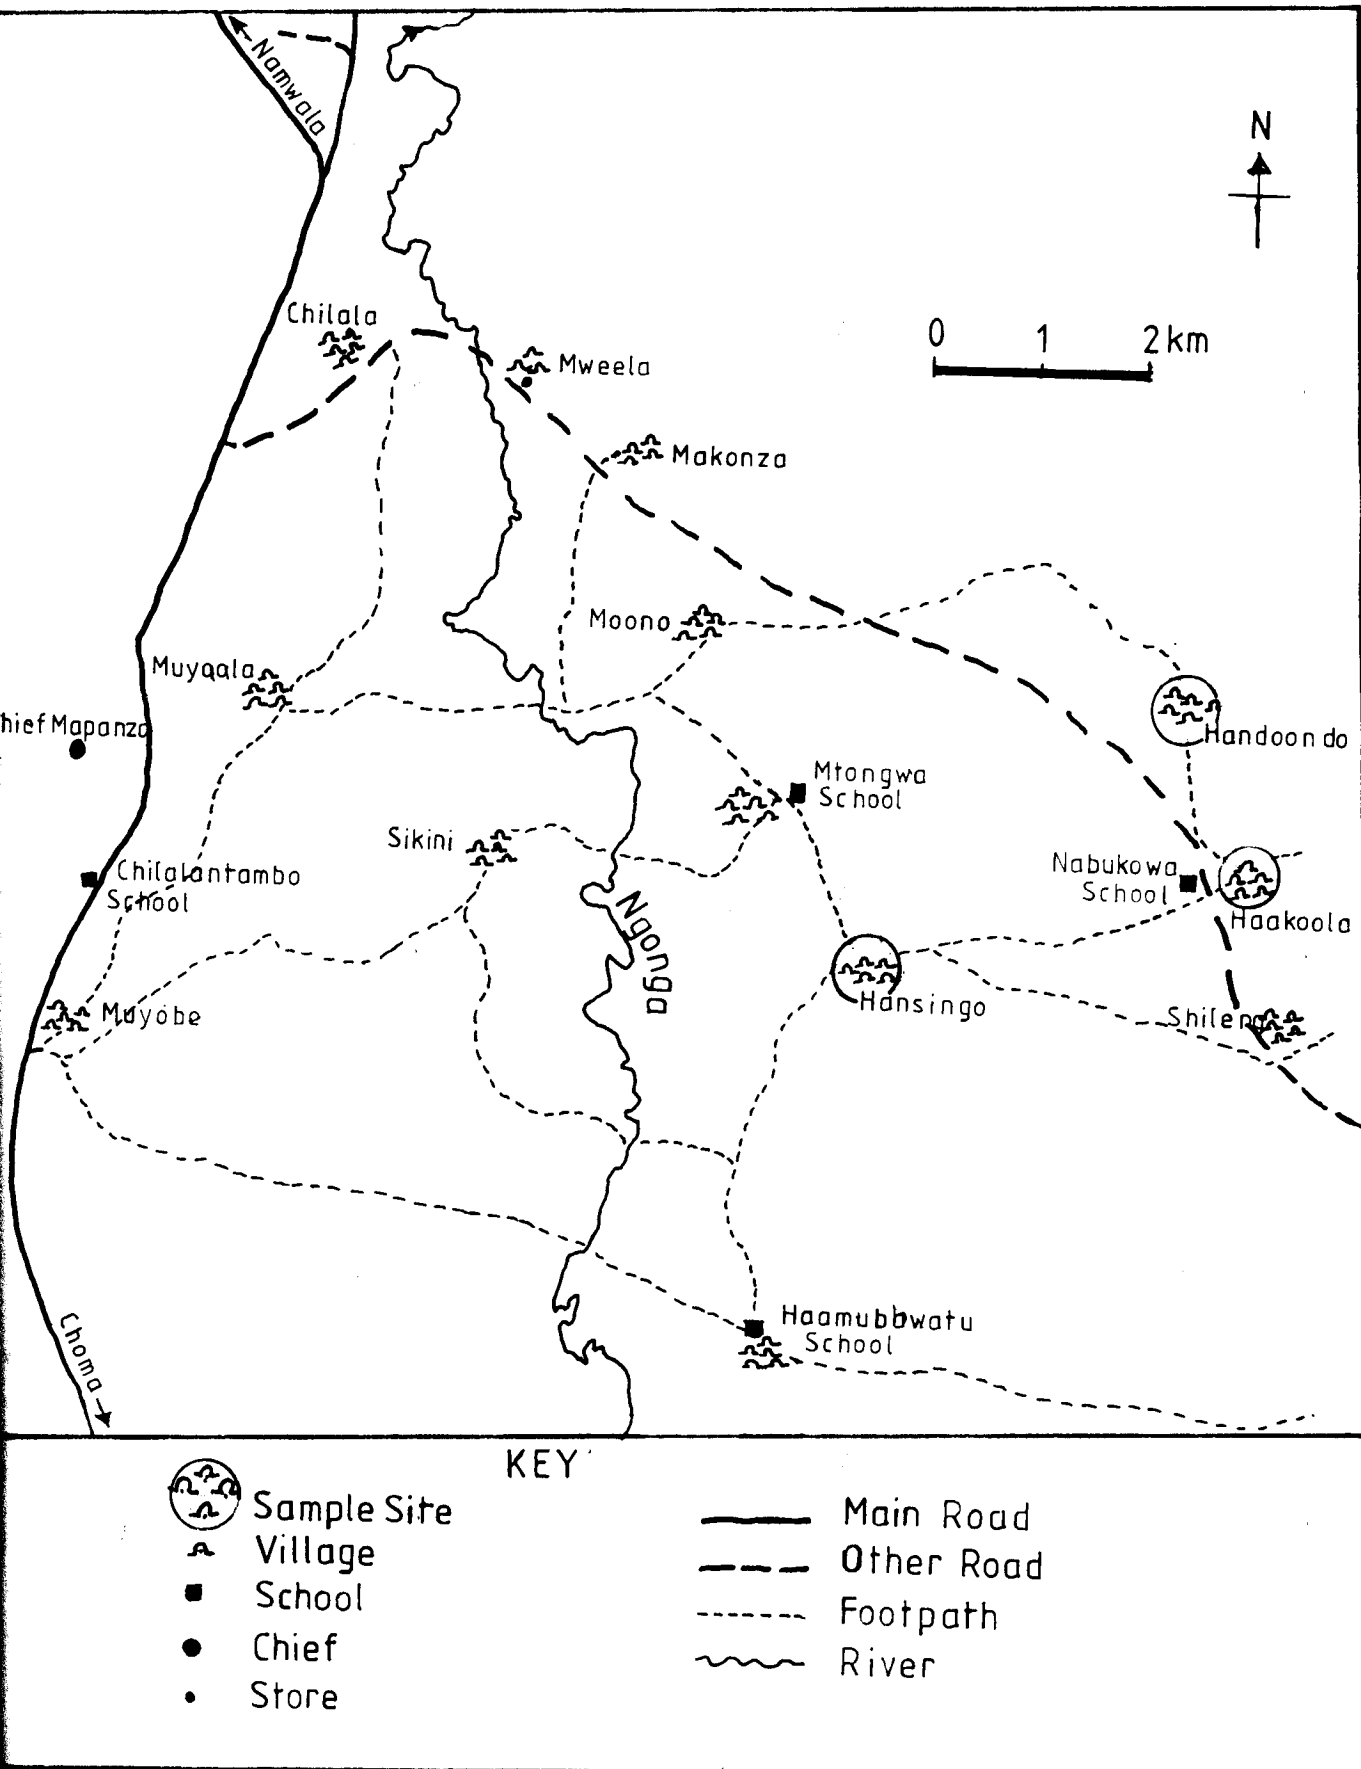 Namwala
N
Chilala
0 1 2km
Mweela
Makonza
Moono
Muyqala
hief Mapanza
Mtongwa
School
Handoondo
Sikini
Chilalantambo
School
Nabukowa
School
Haakoola
Ngonga
Hansingo
Muyobe
Shileng
Haamubbwatu
School
Choma
KEY
Sample Site
Village
School
Chief
Store
Main Road
Other Road
Footpath
River